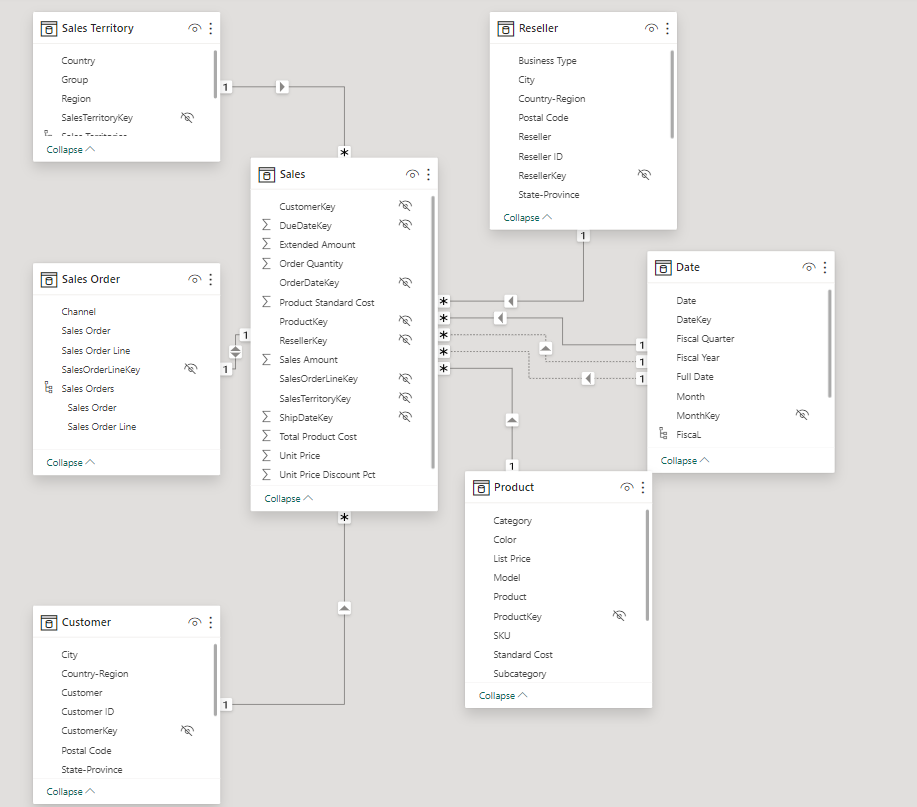 Sales Territory
Country
Group
Region
SalesTerritoryKey
Sales Territories
Collapse
Reseller
Business Type
City
Country-Region
Postal Code
Reseller
Reseller ID
ResellerKey
State-Province
Collapse
1
*
Sales
CustomerKey
DueDateKey
Extended Amount
Order Quantity
OrderDateKey
Product Standard Cost
ProductKey
ResellerKey
Sales Amount
SalesOrderLineKey
SalesTerritoryKey
ShipDateKey
Total Product Cost
Unit Price
Unit Price Discount Pct
Collapse
1
*
*
*
*
*
Sales Order
Channel
Sales Order
Sales Order Line
SalesOrderLineKey
Sales Orders
Sales Order
Sales Order Line
Collapse
1
1
Date
Date
DateKey
Fiscal Quarter
Fiscal Year
Full Date
Month
MonthKey
Fiscal
Collapse
1
1
1
1
Product
Category
Color
List Price
Model
Product
ProductKey
SKU
Standard Cost
Subcategory
Collapse
*
Customer
City
Country-Region
Customer
Customer ID
CustomerKey
Postal Code
State-Province
Collapse
1